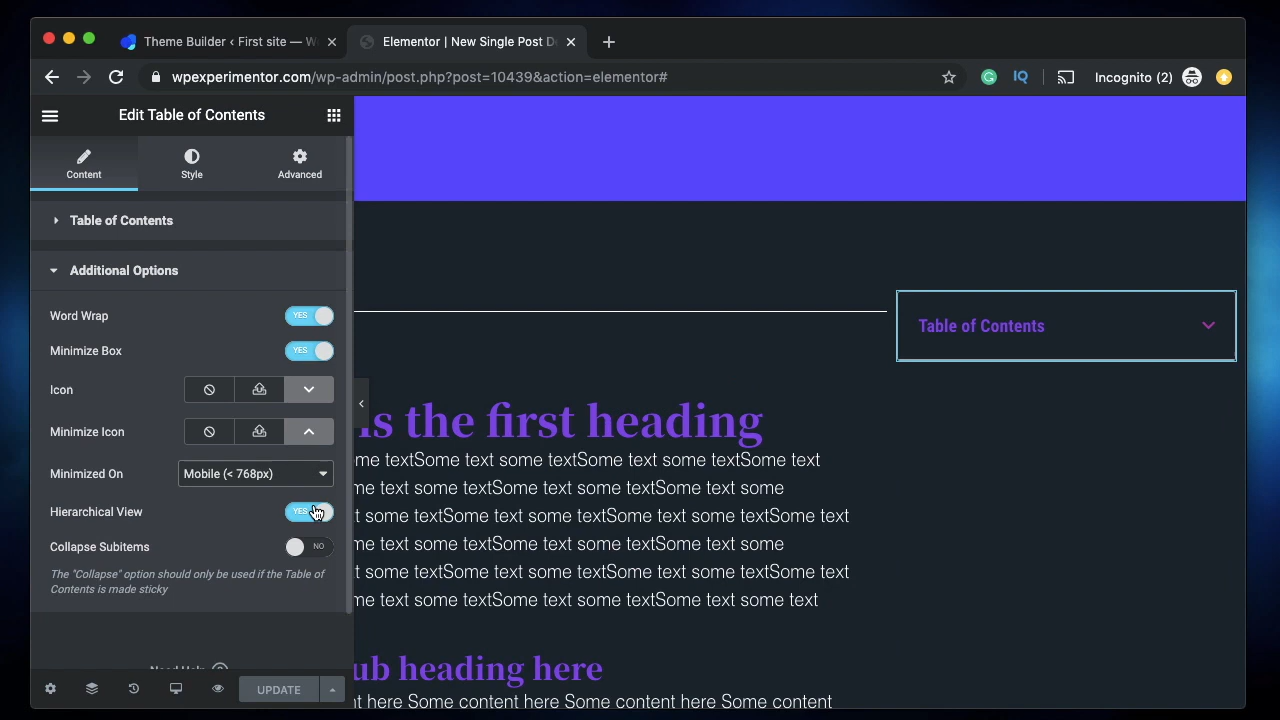 Theme Builder ‹ First site — W
Elementor | New Single Post D
wpexperimentor.com/wp-admin/post.php?post=10439&action=elementor#
IQ
Incognito (2)
Edit Table of Contents
Content
Style
Advanced
Table of Contents
Additional Options
Word Wrap
YES
Minimize Box
YES
Icon
Minimize Icon
Minimized On
Mobile (< 768px)
Hierarchical View
YES
Collapse Subitems
NO
The "Collapse" option should only be used if the Table of
Contents is made sticky
Need Help
UPDATE
Table of Contents
is the first heading
me textSome text some textSome text some textSome text
me text some textSome text some textSome text some
t some textSome text some textSome text some textSome text
me text some textSome text some textSome text some
t some textSome text some textSome text some textSome text
me text some textSome text some textSome text some text
ub heading here
t here Some content here Some content here Some content